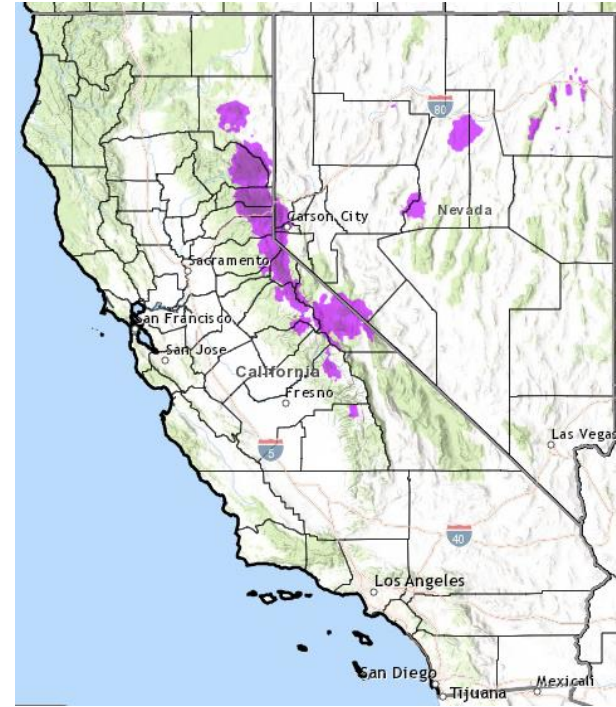 80
Carson City
Nevada
Sacramento
San Francisco
San Jose
California
Fresno
5
Las Vegas
40
Los Angeles
San Diego
Tijuana
Mexicali